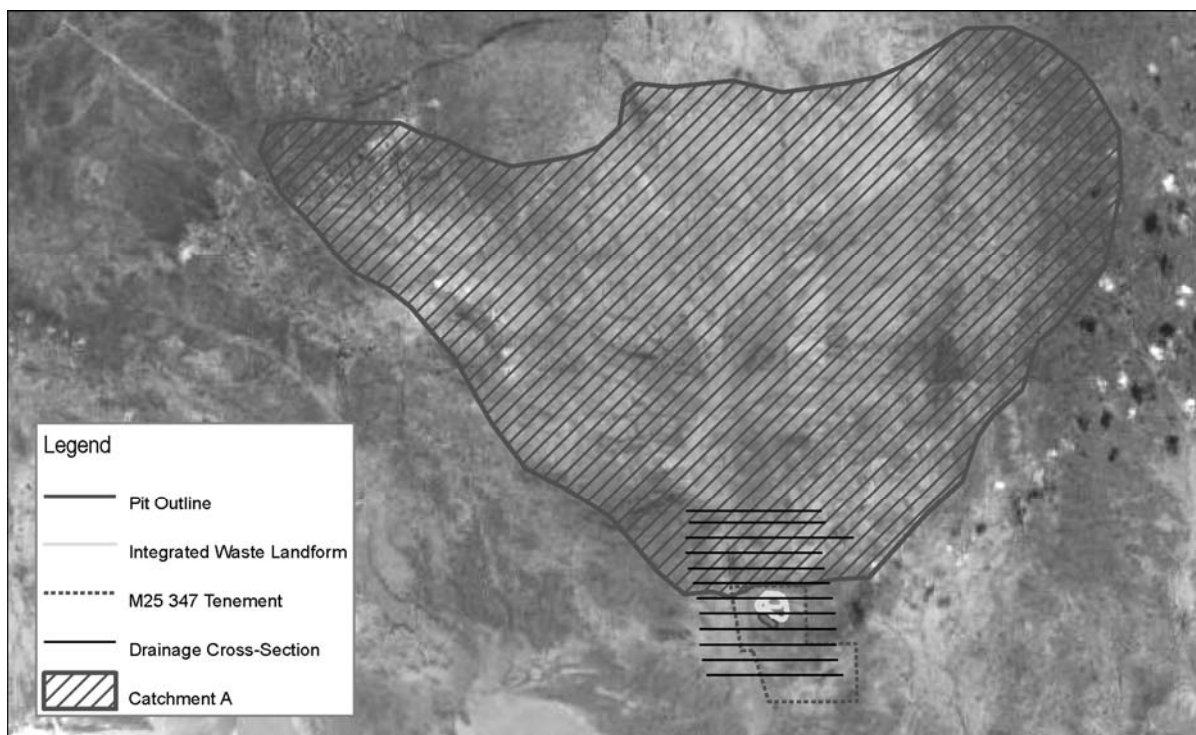 Legend
Pit Outline
Integrated Waste Landform
M25 347 Tenement
Drainage Cross-Section
Catchment A